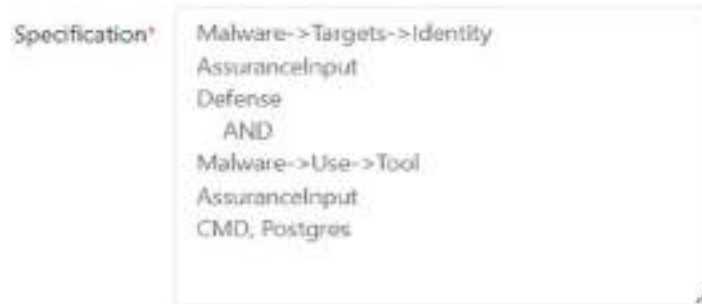 Specification*
Malware->Targets->Identity
AssuranceInput
Defense
AND
Malware->Use->Tool
AssuranceInput
CMD, Postgres